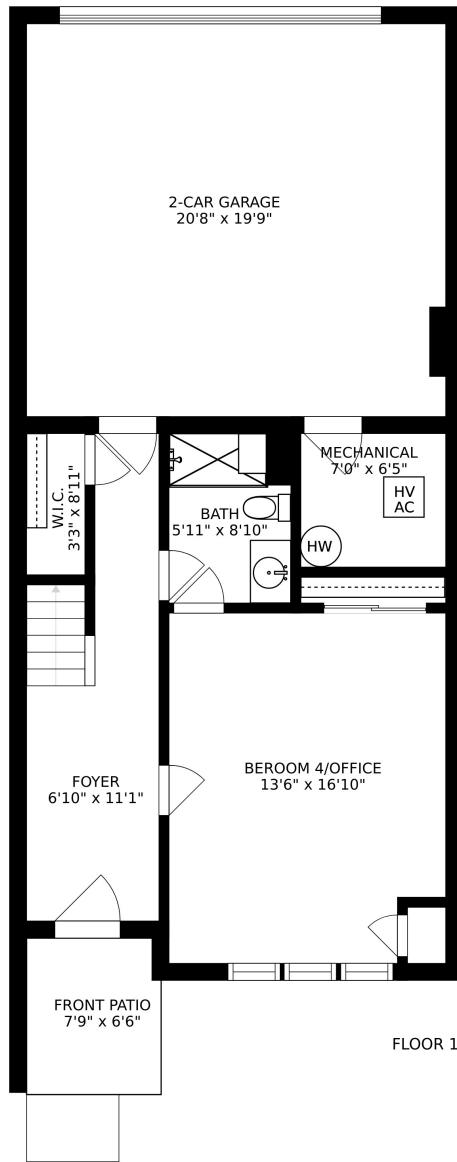 2-CAR GARAGE
20'8" x 19'9"
W.I.C.
3'3" x 8'11"
MECHANICAL
7'0" x 6'5"
HV
AC
BATH
5'11" x 8'10"
HW
BEROOM 4/OFFICE
13'6" x 16'10"
FOYER
6'10" x 11'1"
FRONT PATIO
7'9" x 6'6"
FLOOR 1